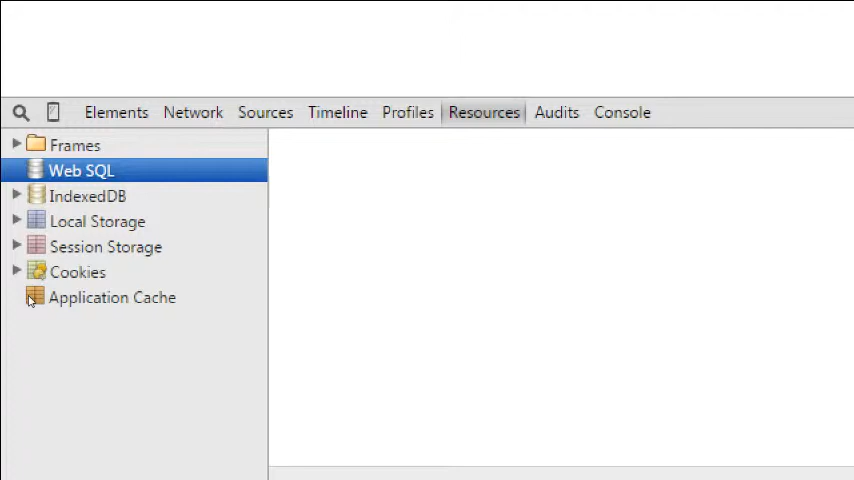 Elements Network Sources Timeline Profiles Resources Audits Console
Frames
Web SQL
IndexedDB
Local Storage
Session Storage
Cookies
Application Cache